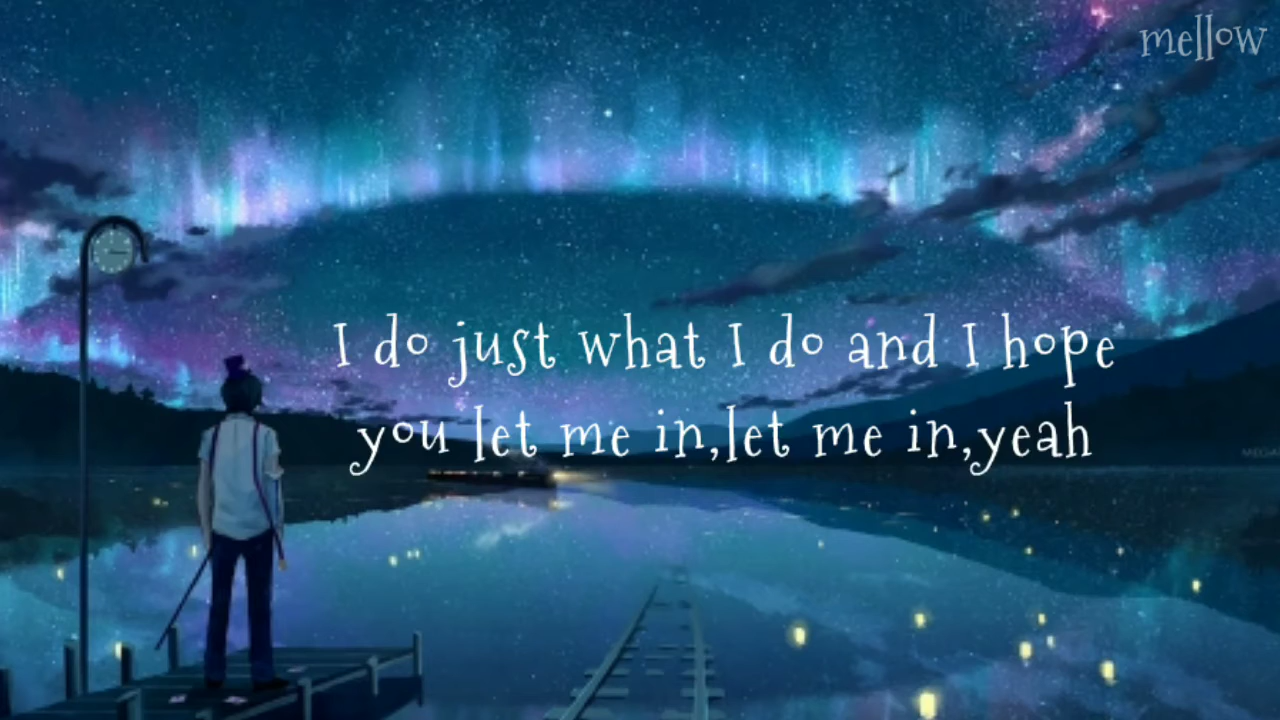 mellow
I do just what I do and I hope
you let me in,let me in,yeah